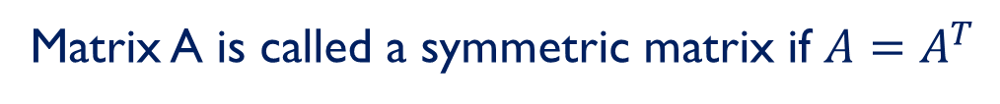 Matrix A is called a symmetric matrix if $A = A^T$